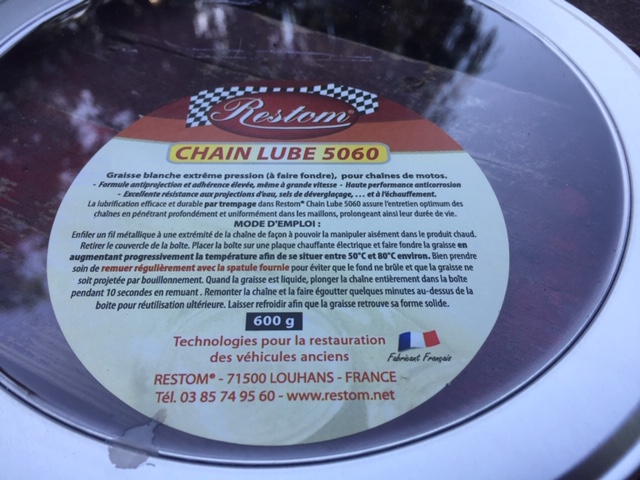 Restom®
CHAIN LUBE 5060
Graisse blanche extrême pression (à faire fondre), pour chaînes de motos.
- Formule antiprojection et adhérence élevée, même à grande vitesse - Haute performance anticorrosion
- Excellente résistance aux projections d'eau, sels de déverglaçage, ... et à l'échauffement.
La lubrification efficace et durable par trempage dans Restom® Chain Lube 5060 assure l'entretien optimum des
chaînes en pénétrant profondément et uniformément dans les maillons, prolongeant ainsi leur durée de vie.
MODE D'EMPLOI :
Enfiler un fil métallique à une extrémité de la chaîne de façon à pouvoir la manipuler aisément dans le produit chaud.
Retirer le couvercle de la boîte. Placer la boîte sur une plaque chauffante électrique et faire fondre la graisse en
augmentant progressivement la température afin de se situer entre 50°C et 80°C environ. Bien prendre
soin de remuer régulièrement avec la spatule fournie pour éviter que le fond ne brûle et que la graisse ne
soit projetée par bouillonnement. Quand la graisse est liquide, plonger la chaîne entièrement dans la boîte
pendant 10 secondes en remuant. Remonter la chaîne et la faire égoutter quelques minutes au-dessus de la
boite pour réutilisation ultérieure. Laisser refroidir afin que la graisse retrouve sa forme solide.
600 g
Technologies pour la restauration
des véhicules anciens
Fabricant Français
RESTOM® - 71500 LOUHANS - FRANCE
Tél. 03 85 74 95 60 - www.restom.net